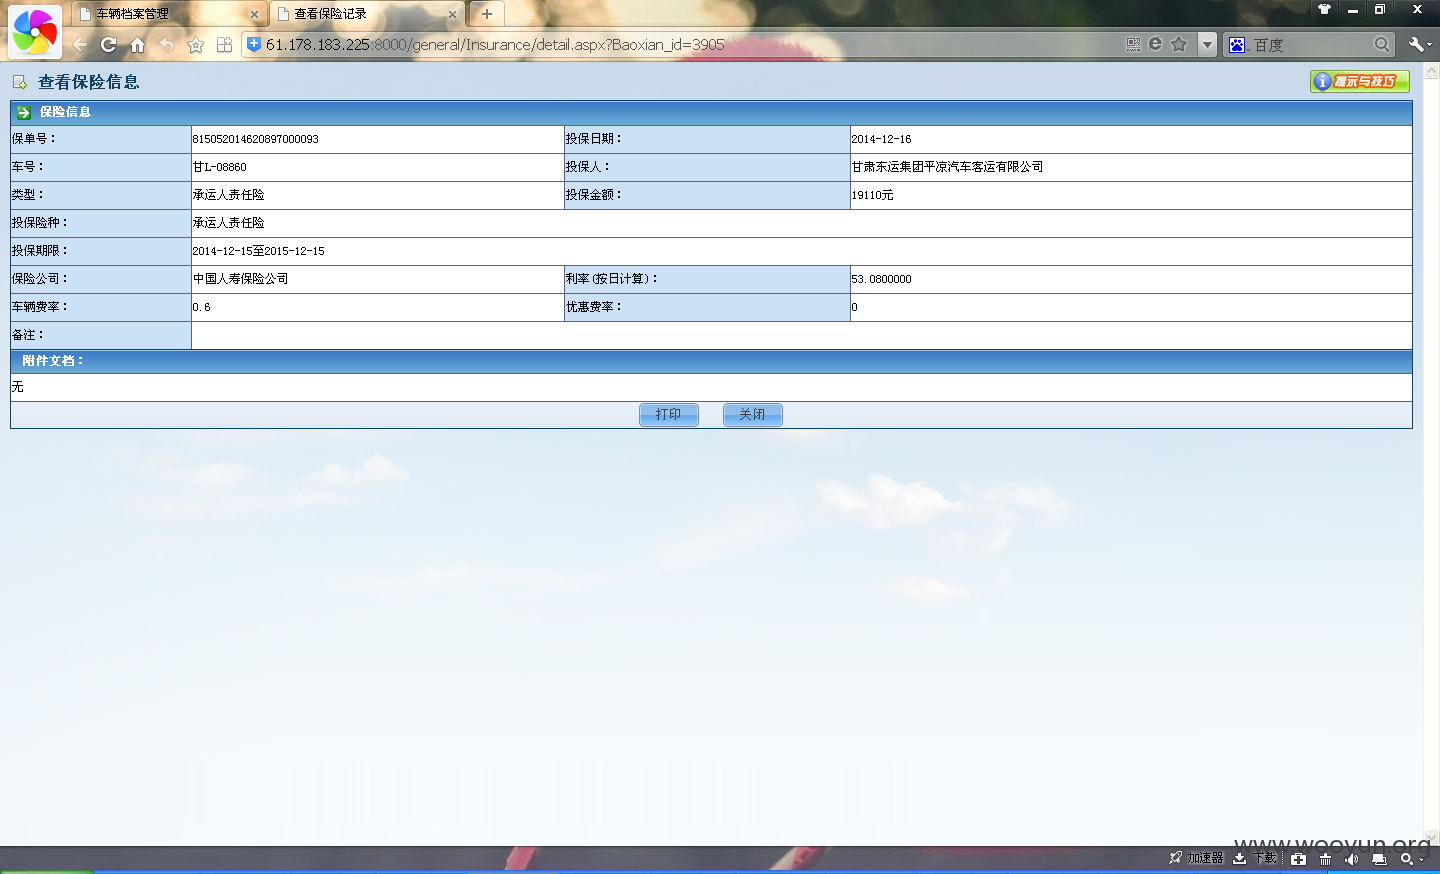 车辆档案管理
查看保险记录
61.178.183.225:8000/general/Insurance/detail.aspx?Baoxian_id=3905
百度
查看保险信息
提示与技巧
保险信息
保单号： 815052014620897000093 投保日期： 2014-12-16
车号： 甘L-08860 投保人： 甘肃东运集团平凉汽车客运有限公司
类型： 承运人责任险 投保金额： 19110元
投保险种： 承运人责任险
投保期限： 2014-12-15至2015-12-15
保险公司： 中国人寿保险公司 利率(按日计算)： 53.0800000
车辆费率： 0.6 优惠费率： 0
备注：
附件文档：
无
打印 关闭
www.wooyun.org
加速器 下载